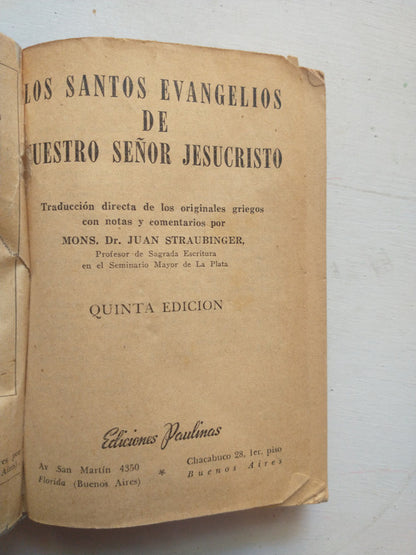 LOS SANTOS EVANGELIOS
DE
NUESTRO SEÑOR JESUCRISTO
Traducción directa de los originales griegos
con notas y comentarios por
MONS. Dr. JUAN STRAUBINGER,
Profesor de Sagrada Escritura
en el Seminario Mayor de La Plata
QUINTA EDICION
Ediciones Paulinas
Av San Martín 4350
Florida (Buenos Aires)
*
Chacabuco 28, 1er. piso
Buenos Aires